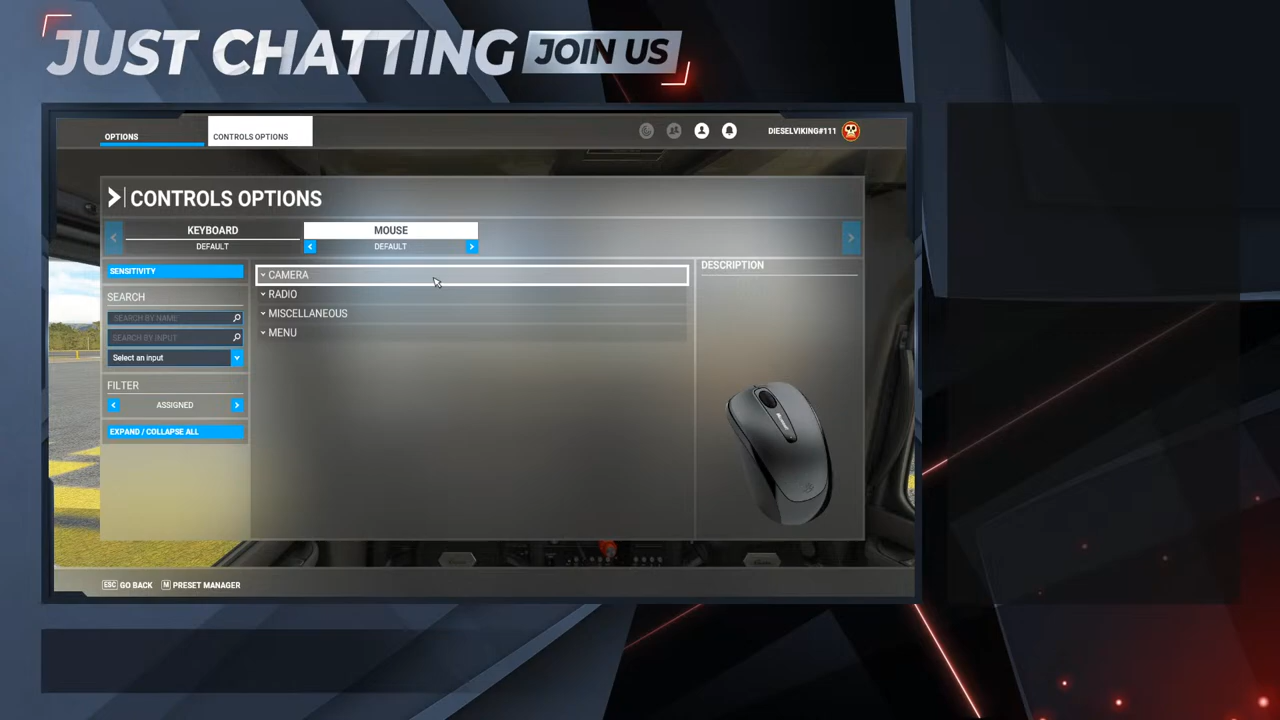 JUST CHATTING JOIN US
OPTIONS
CONTROLS OPTIONS
DIESELVIKING#111
CONTROLS OPTIONS
KEYBOARD
DEFAULT
MOUSE
DEFAULT
SENSITIVITY
SEARCH
SEARCH BY NAME
SEARCH BY INPUT
Select an input
FILTER
ASSIGNED
EXPAND / COLLAPSE ALL
CAMERA
RADIO
MISCELLANEOUS
MENU
DESCRIPTION
ESC GO BACK
M PRESET MANAGER